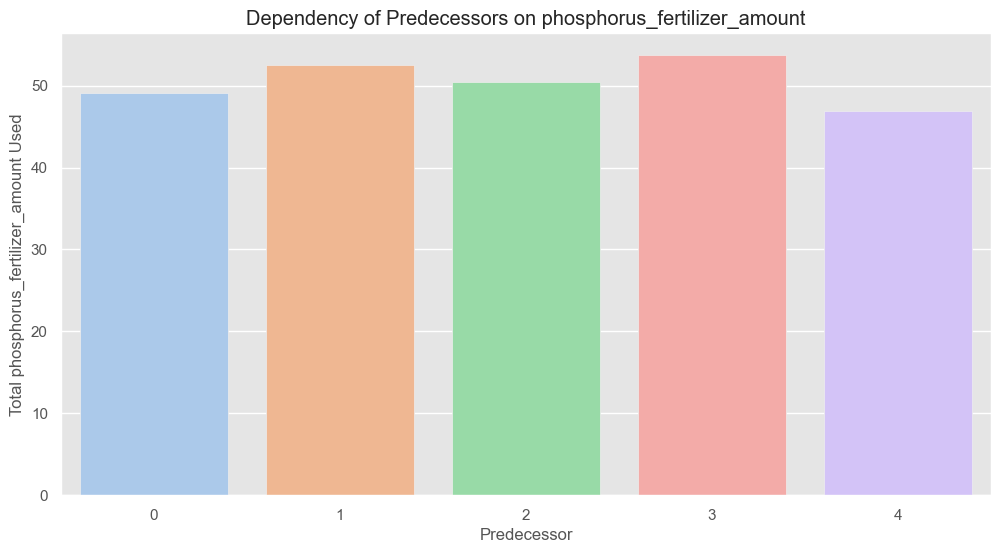 Dependency of Predecessors on phosphorus_fertilizer_amount
Total phosphorus_fertilizer_amount Used
50
40
30
20
10
0
0 1 2 3 4
Predecessor